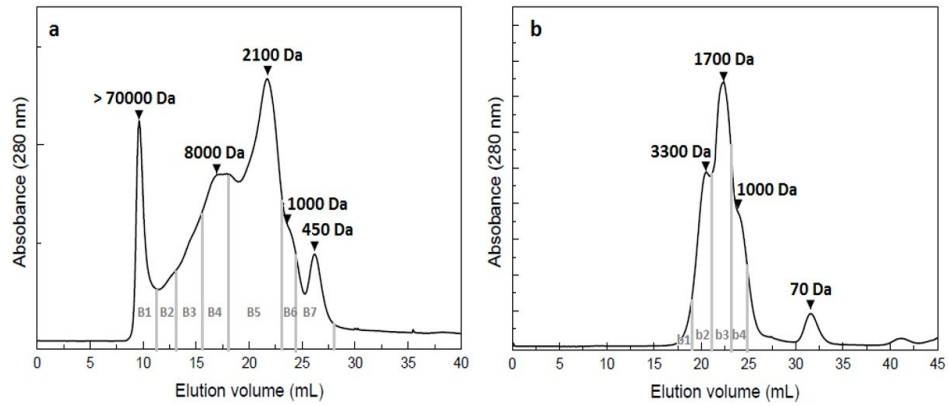 a
> 70000 Da
8000 Da
2100 Da
1000 Da
450 Da
B1 B2 B3 B4 B5 B6 B7
0 5 10 15 20 25 30 35 40
Elution volume (mL)
Absorbance (280 nm)
b
3300 Da
1700 Da
1000 Da
70 Da
b1 b2 b3 b4
0 5 10 15 20 25 30 35 40 45
Elution volume (mL)
Absobance (280 nm)